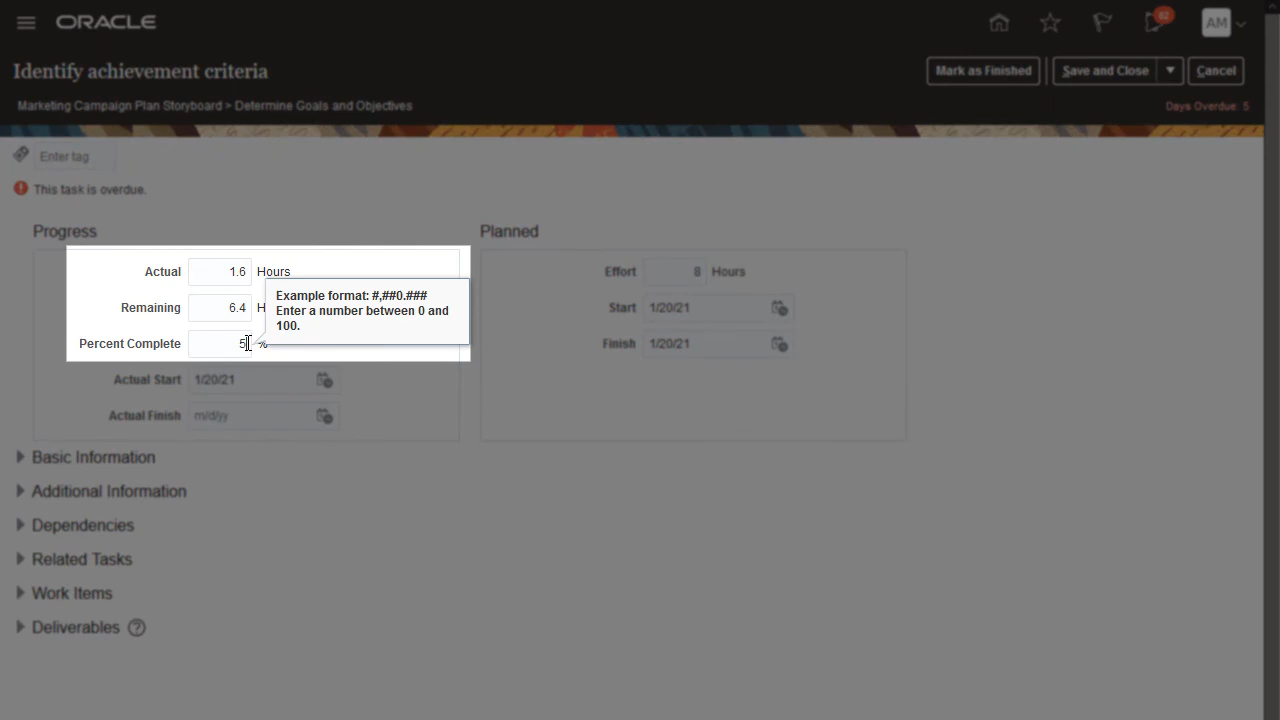 ORACLE
82
AM
Identify achievement criteria
Mark as Finished
Save and Close
Cancel
Marketing Campaign Plan Storyboard > Determine Goals and Objectives
Days Overdue: 5
Enter tag
This task is overdue.
Progress
Actual 1.6 Hours
Remaining 6.4 H
Percent Complete 5 %
Example format: #,##0.###
Enter a number between 0 and
100.
Actual Start 1/20/21
Actual Finish m/d/yy
Planned
Effort 8 Hours
Start 1/20/21
Finish 1/20/21
Basic Information
Additional Information
Dependencies
Related Tasks
Work Items
Deliverables ?